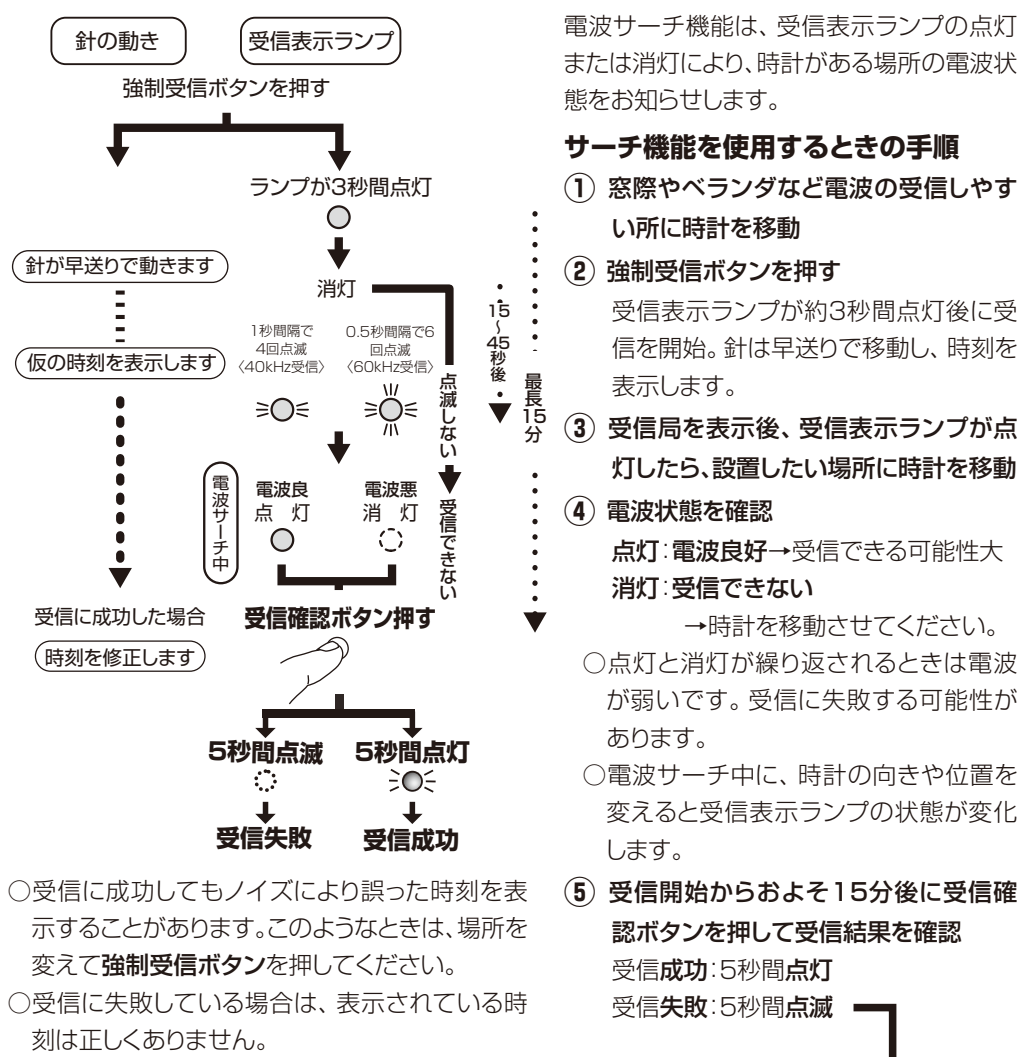 針の動き
受信表示ランプ
強制受信ボタンを押す
ランプが3秒間点灯
針が早送りで動きます
消灯
1秒間隔で
4回点滅
〈40kHz受信〉
0.5秒間隔で6
回点滅
〈60kHz受信〉
仮の時刻を表示します
点滅しない
受信できない
15〜45秒後
最長15分
電波サーチ中
電波良
点 灯
電波悪
消 灯
受信に成功した場合
時刻を修正します
受信確認ボタン押す
5秒間点滅
5秒間点灯
受信失敗
受信成功
○受信に成功してもノイズにより誤った時刻を表
示することがあります。このようなときは、場所を
変えて強制受信ボタンを押してください。
○受信に失敗している場合は、表示されている時
刻は正しくありません。
電波サーチ機能は、受信表示ランプの点灯
または消灯により、時計がある場所の電波状
態をお知らせします。
サーチ機能を使用するときの手順
① 窓際やベランダなど電波の受信しやす
い所に時計を移動
② 強制受信ボタンを押す
受信表示ランプが約3秒間点灯後に受
信を開始。針は早送りで移動し、時刻を
表示します。
③ 受信局を表示後、受信表示ランプが点
灯したら、設置したい場所に時計を移動
④ 電波状態を確認
点灯：電波良好→受信できる可能性大
消灯：受信できない
→時計を移動させてください。
○点灯と消灯が繰り返されるときは電波
が弱いです。受信に失敗する可能性が
あります。
○電波サーチ中に、時計の向きや位置を
変えると受信表示ランプの状態が変化
します。
⑤ 受信開始からおよそ15分後に受信確
認ボタンを押して受信結果を確認
受信成功：5秒間点灯
受信失敗：5秒間点滅